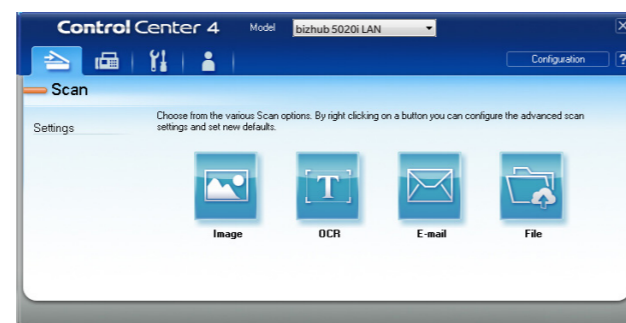 Control Center 4 Model bizhub 5020i LAN
Configuration ?
Scan
Settings
Choose from the various Scan options. By right clicking on a button you can configure the advanced scan
settings and set new defaults.
T
Image OCR E-mail File